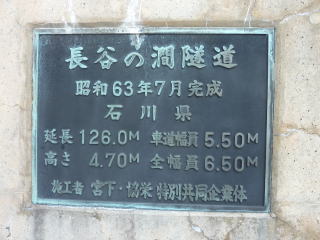 長谷の澗隧道
昭和63年7月完成
石川県
延長 126.0M 車道幅員 5.50M
高さ 4.70M 全幅員 6.50M
施工者 宮下・協栄 特別共同企業体